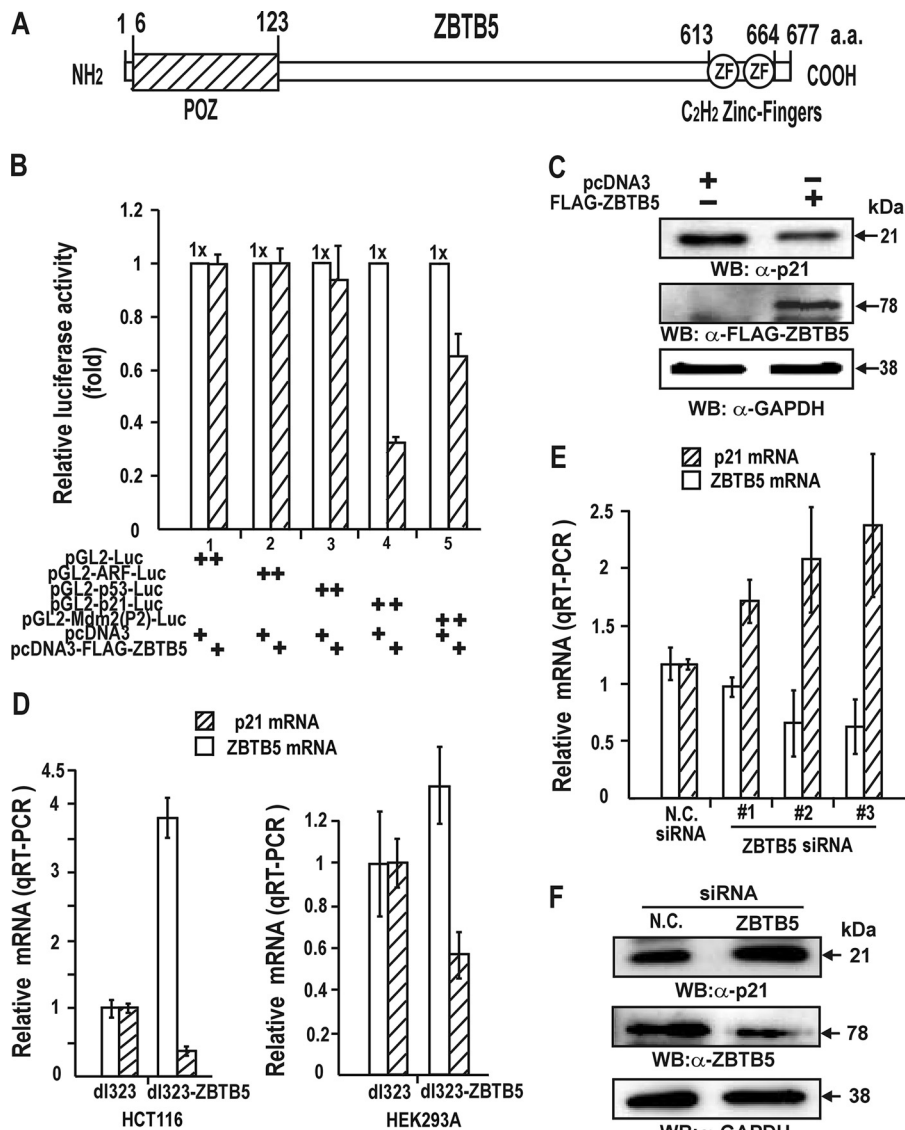 A
1 6 123 ZBTB5 613 664 677 a.a.
NH2 ZF ZF COOH
POZ C2H2 Zinc-Fingers
B
Relative luciferase activity
(fold)
1.2
1
0.8
0.6
0.4
0.2
0
1x 1x 1x 1x 1x
1 2 3 4 5
pGL2-Luc ++
pGL2-ARF-Luc ++
pGL2-p53-Luc ++
pGL2-p21-Luc ++
pGL2-Mdm2(P2)-Luc ++
pcDNA3 + + + + +
pcDNA3-FLAG-ZBTB5 + + + + +
C
pcDNA3 + −
FLAG-ZBTB5 − +
kDa
21
WB: α-p21
78
WB: α-FLAG-ZBTB5
38
WB: α-GAPDH
D
p21 mRNA
ZBTB5 mRNA
Relative mRNA (qRT-PCR)
4.5
4
3
2
1
0
dl323 dl323-ZBTB5
HCT116
Relative mRNA (qRT-PCR)
1.2
1
0.8
0.6
0.4
0.2
0
dl323 dl323-ZBTB5
HEK293A
E
p21 mRNA
ZBTB5 mRNA
Relative mRNA (qRT-PCR)
2.5
2
1.5
1
0.5
0
N.C.
siRNA
#1 #2 #3
ZBTB5 siRNA
F
siRNA
N.C. ZBTB5 kDa
21
WB:α-p21
78
WB:α-ZBTB5
38